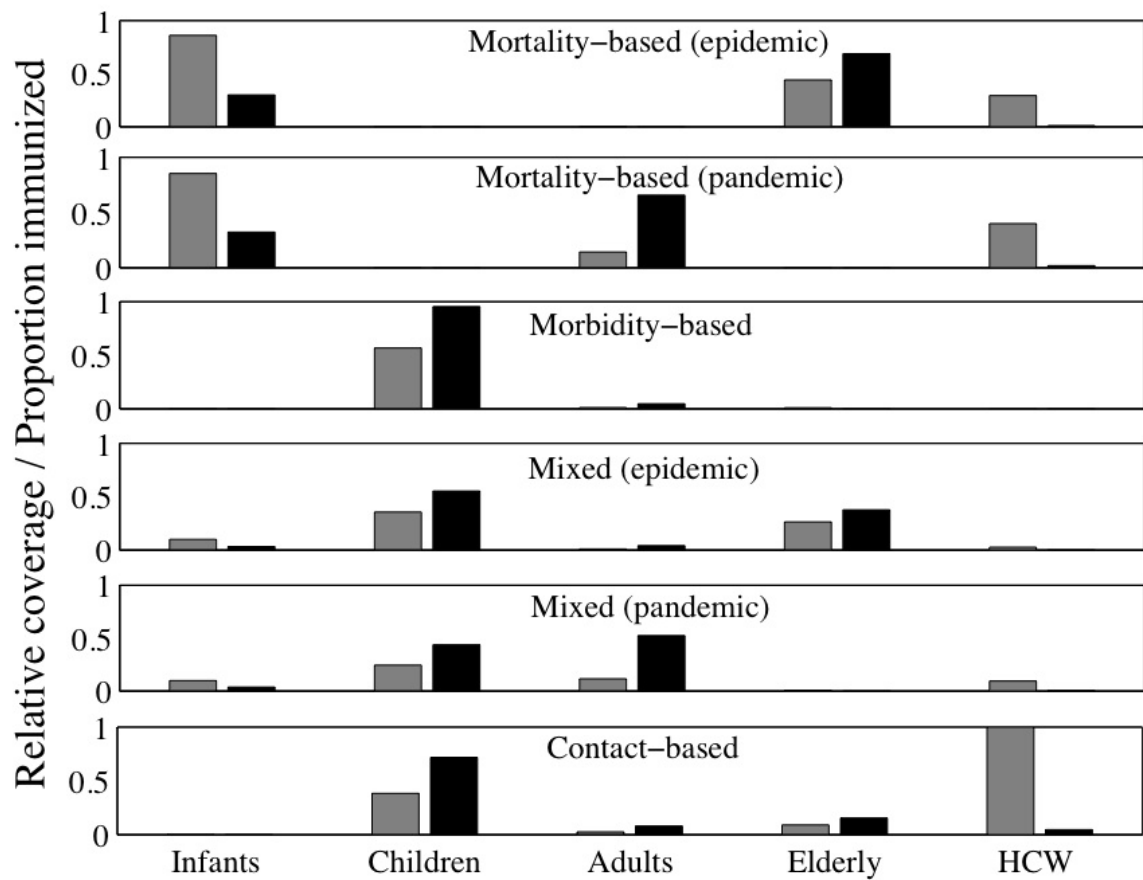 Relative coverage / Proportion immunized
1
0.5
0
Mortality−based (epidemic)
1
0.5
0
Mortality−based (pandemic)
1
0.5
0
Morbidity−based
1
0.5
0
Mixed (epidemic)
1
0.5
0
Mixed (pandemic)
1
0.5
0
Contact−based
Infants Children Adults Elderly HCW